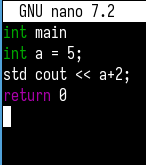 GNU nano 7.2
int main
int a = 5;
std cout << a+2;
return 0